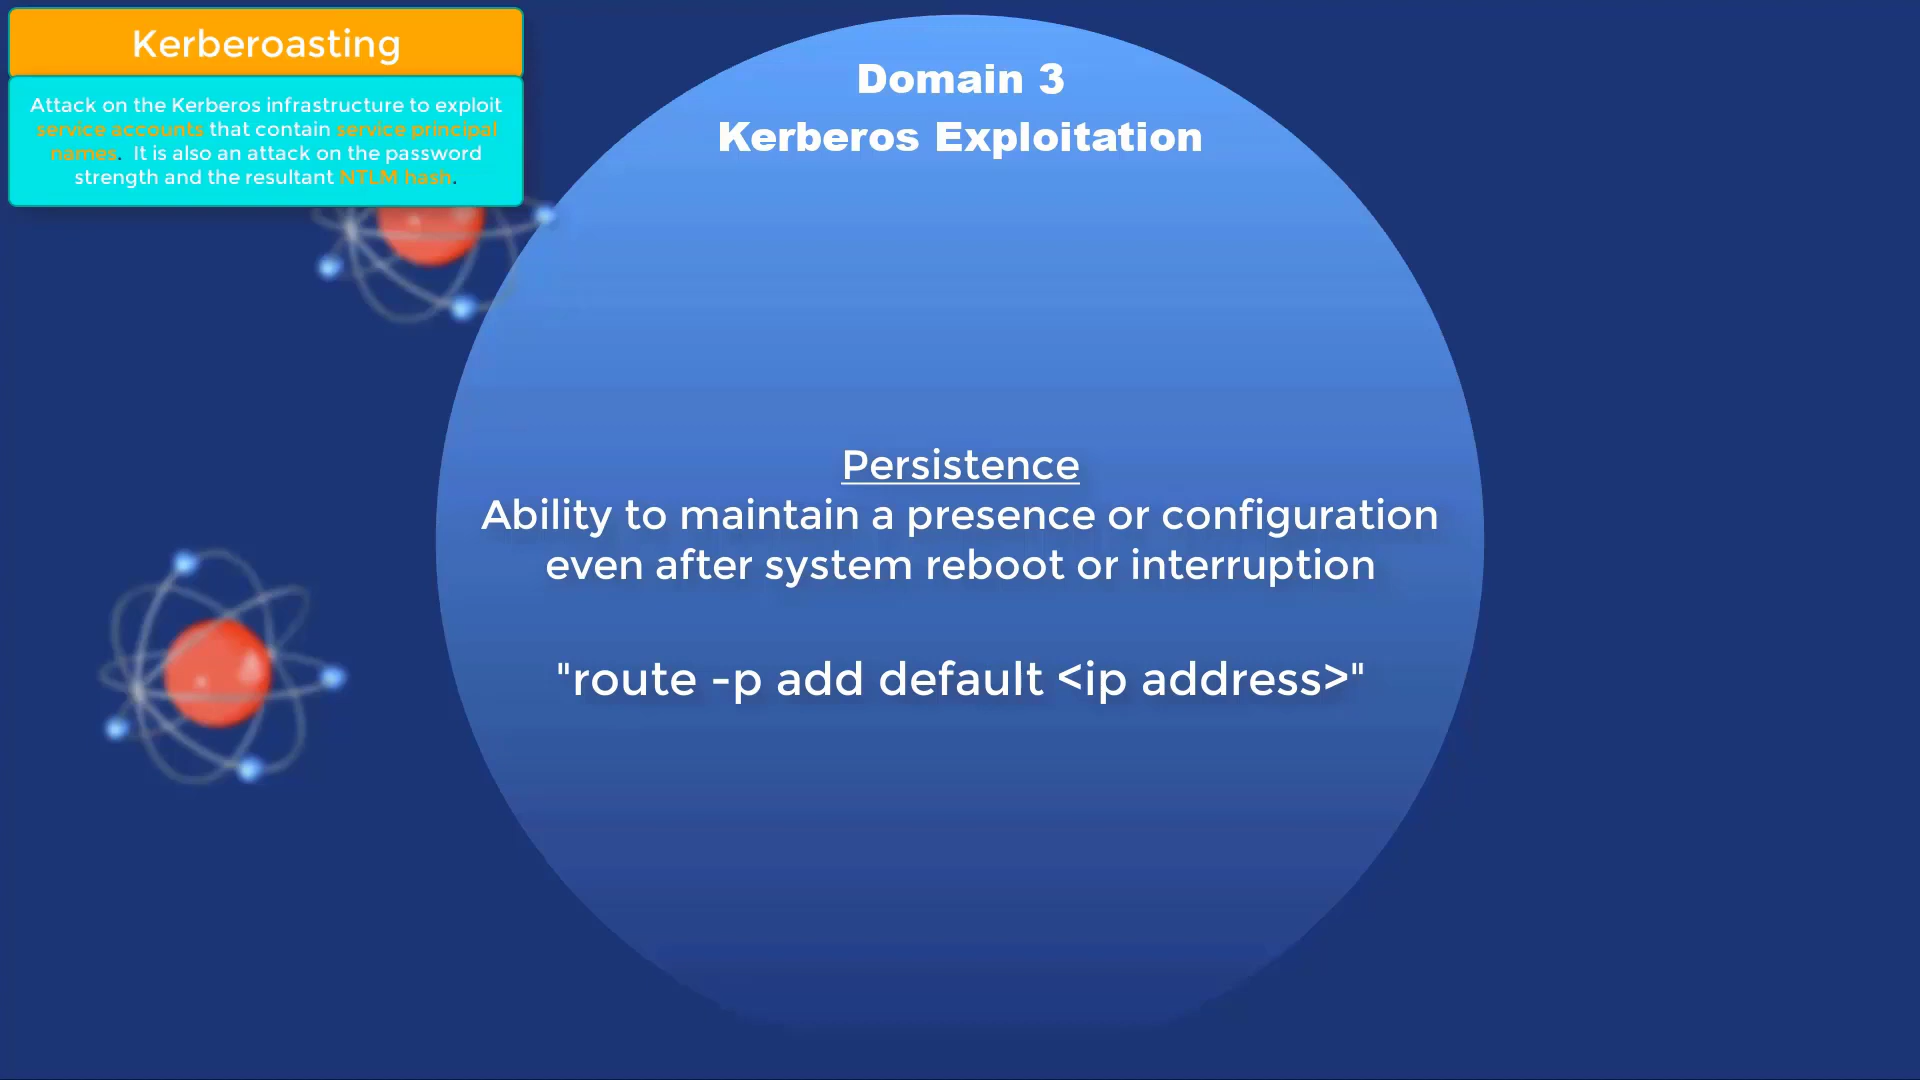 Kerberoasting
Attack on the Kerberos infrastructure to exploit
service accounts that contain service principal
names. It is also an attack on the password
strength and the resultant NTLM hash.
Domain 3
Kerberos Exploitation
Persistence
Ability to maintain a presence or configuration
even after system reboot or interruption
"route -p add default <ip address>"